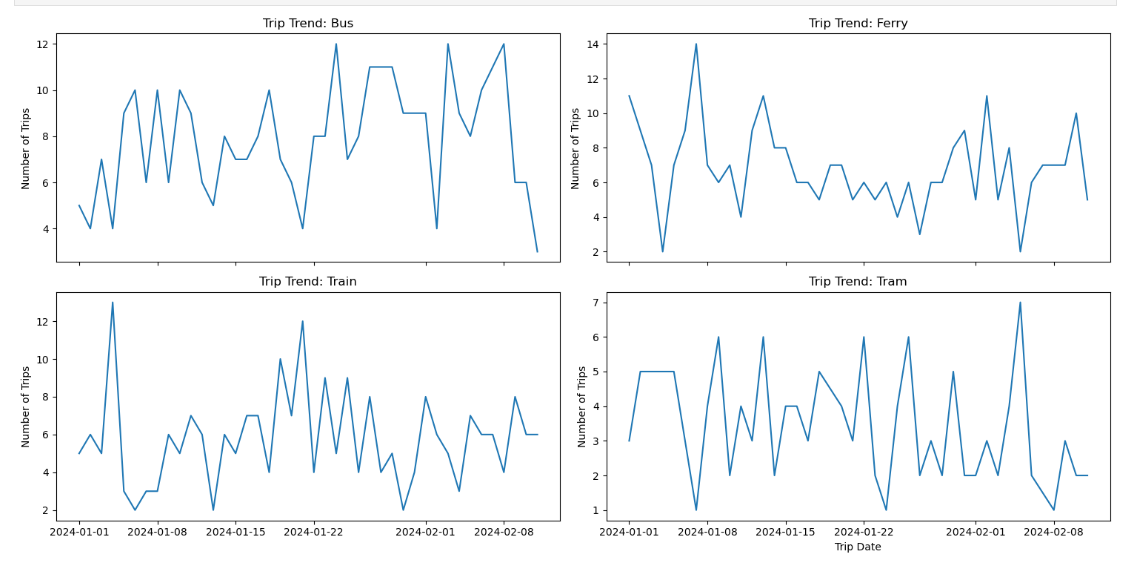 Trip Trend: Bus
Number of Trips
12
10
8
6
4
Trip Trend: Ferry
Number of Trips
14
12
10
8
6
4
2
Trip Trend: Train
Number of Trips
12
10
8
6
4
2
2024-01-01 2024-01-08 2024-01-15 2024-01-22 2024-02-01 2024-02-08
Trip Trend: Tram
Number of Trips
7
6
5
4
3
2
1
2024-01-01 2024-01-08 2024-01-15 2024-01-22 2024-02-01 2024-02-08
Trip Date